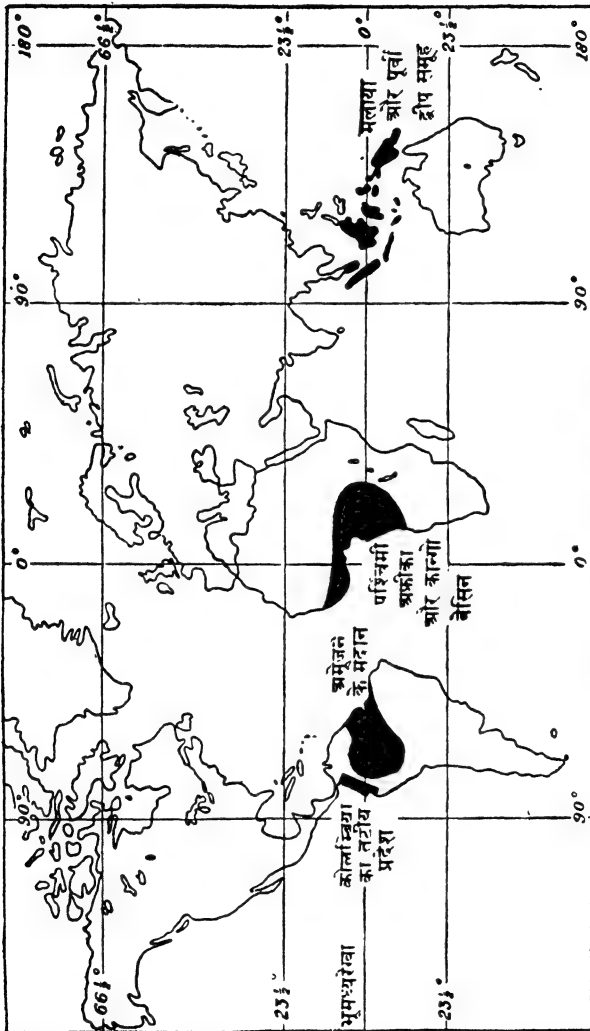 90° 0° 90° 180°
66½° 66½°
23½° 23½°
भूमध्यरेखा
0°
कोलम्बिया
का तटीय
प्रदेश
अमेज़न
के मैदान
पश्चिमी
अफ्रीका
और कान्गो
बेसिन
मलाया
और पूर्वी
द्वीप समूह
23½° 23½°
90° 0° 90° 180°